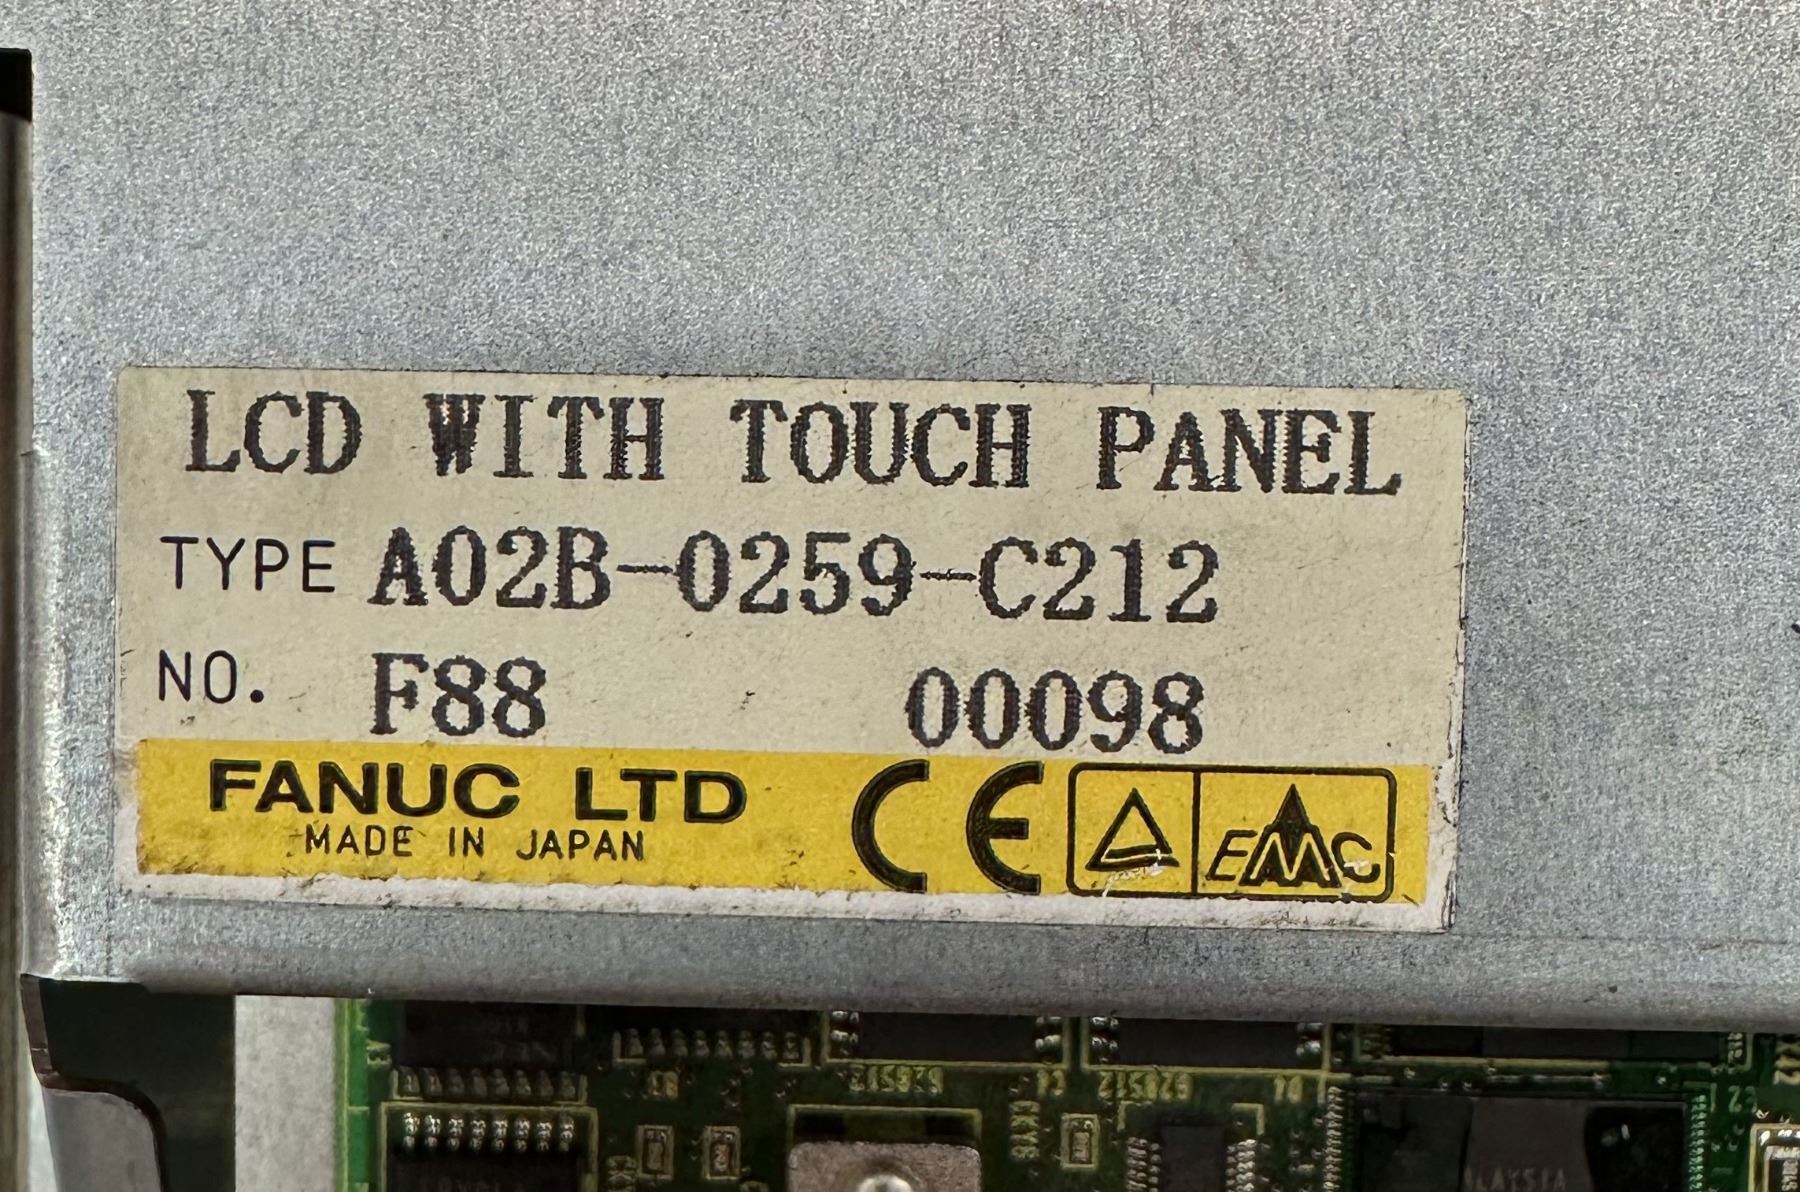 LCD WITH TOUCH PANEL
TYPE A02B-0259-C212
NO. F88 00098
FANUC LTD
MADE IN JAPAN
CE
EMC